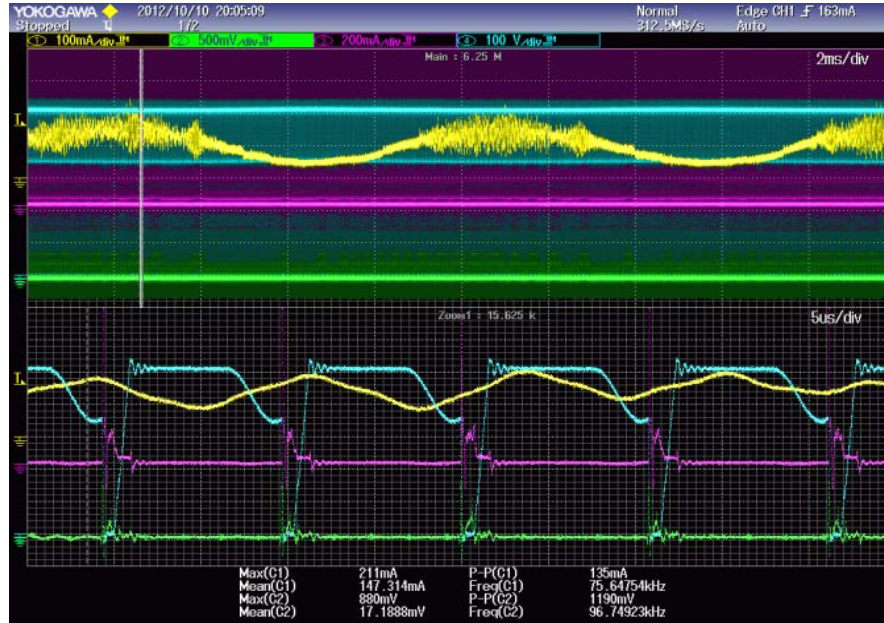 YOKOGAWA 2012/10/10 20:05:09 Normal Edge CH1 163mA
Stopped 172 312.5MS/s Auto
1 100mA/div 2 500mV/div 3 200mA/div 4 100 V/div
Main : 6.25 M 2ms/div
Zoom1 : 15.625 k 5us/div
Max(C1) 211mA P-P(C1) 135mA
Mean(C1) 147.314mA Freq(C1) 75.64754kHz
Max(C2) 880mV P-P(C2) 1190mV
Mean(C2) 17.1888mV Freq(C2) 96.74923kHz